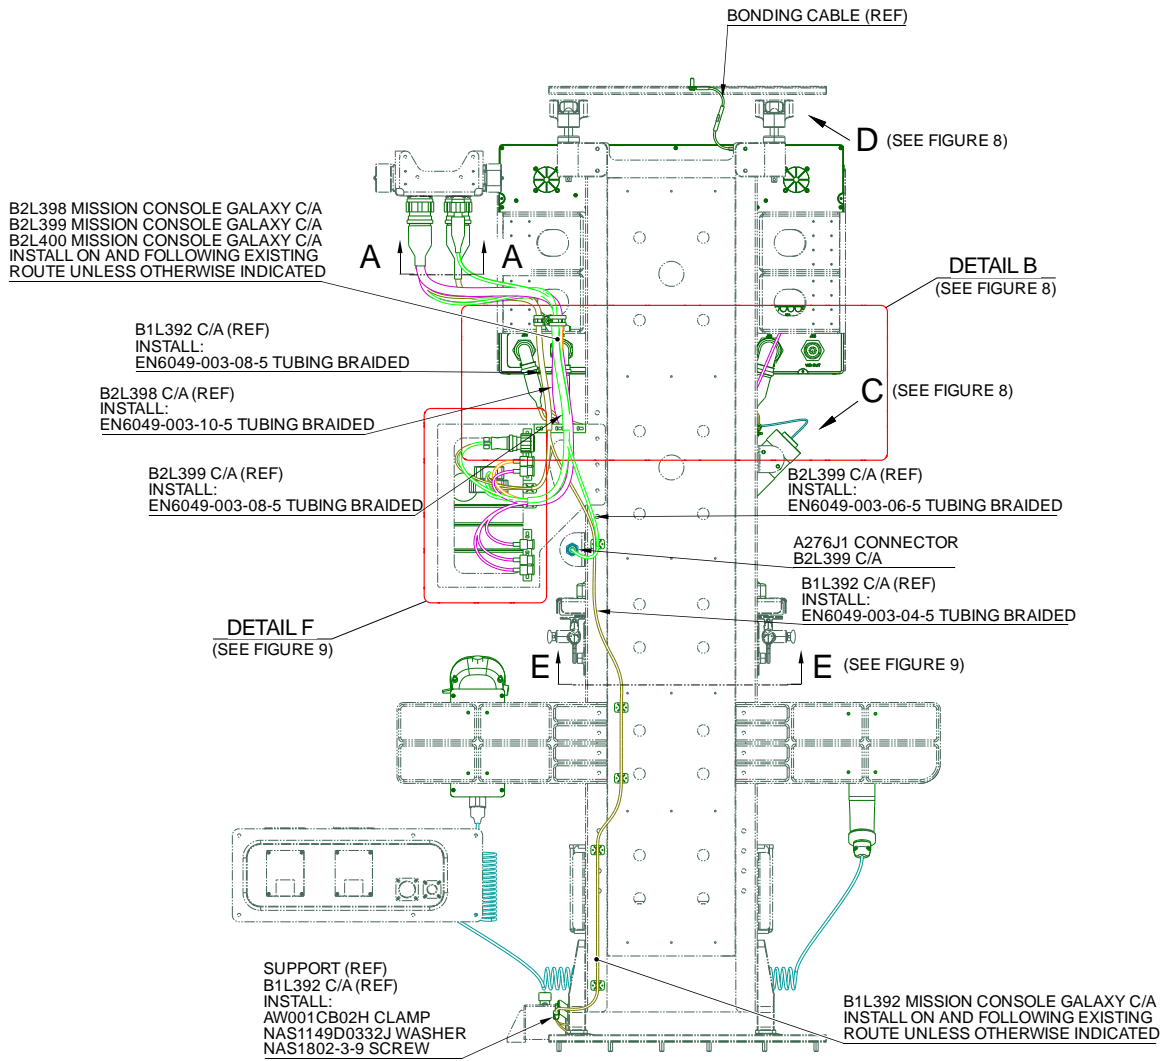 BONDING CABLE (REF)
D (SEE FIGURE 8)
B2L398 MISSION CONSOLE GALAXY C/A
B2L399 MISSION CONSOLE GALAXY C/A
B2L400 MISSION CONSOLE GALAXY C/A
INSTALL ON AND FOLLOWING EXISTING
ROUTE UNLESS OTHERWISE INDICATED
A A
DETAIL B
(SEE FIGURE 8)
B1L392 C/A (REF)
INSTALL:
EN6049-003-08-5 TUBING BRAIDED
B2L398 C/A (REF)
INSTALL:
EN6049-003-10-5 TUBING BRAIDED
C (SEE FIGURE 8)
B2L399 C/A (REF)
INSTALL:
EN6049-003-08-5 TUBING BRAIDED
B2L399 C/A (REF)
INSTALL:
EN6049-003-06-5 TUBING BRAIDED
A276J1 CONNECTOR
B2L399 C/A
B1L392 C/A (REF)
INSTALL:
EN6049-003-04-5 TUBING BRAIDED
DETAIL F
(SEE FIGURE 9)
E E (SEE FIGURE 9)
SUPPORT (REF)
B1L392 C/A (REF)
INSTALL:
AW001CB02H CLAMP
NAS1149D0332J WASHER
NAS1802-3-9 SCREW
B1L392 MISSION CONSOLE GALAXY C/A
INSTALL ON AND FOLLOWING EXISTING
ROUTE UNLESS OTHERWISE INDICATED